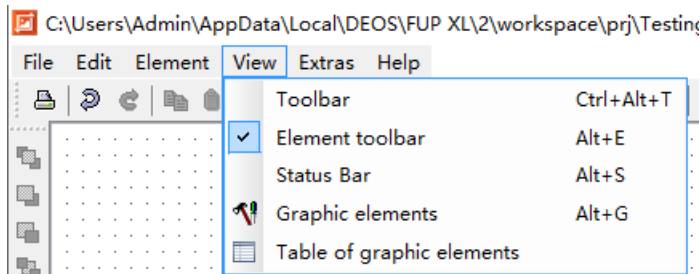 C:\Users\Admin\AppData\Local\DEOS\FUP XL\2\workspace\prj\Testing
File Edit Element View Extras Help
Toolbar Ctrl+Alt+T
Element toolbar Alt+E
Status Bar Alt+S
Graphic elements Alt+G
Table of graphic elements